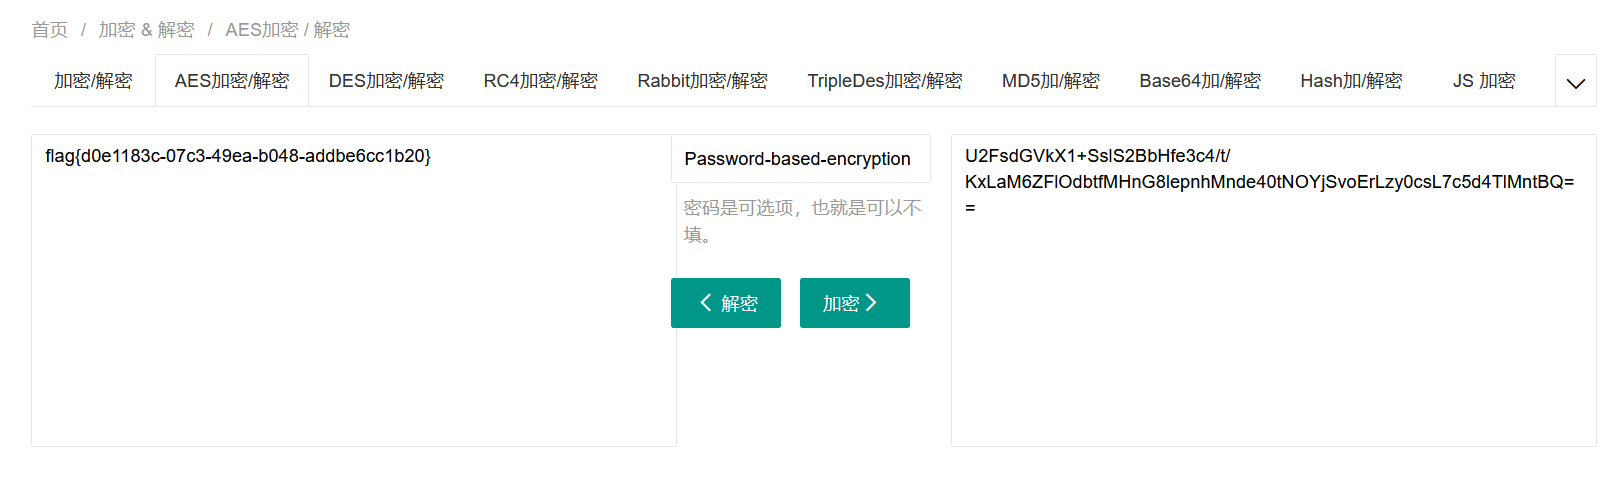 首页 / 加密 & 解密 / AES加密 / 解密
加密/解密 AES加密/解密 DES加密/解密 RC4加密/解密 Rabbit加密/解密 TripleDes加密/解密 MD5加/解密 Base64加/解密 Hash加/解密 JS 加密
flag{d0e1183c-07c3-49ea-b048-addbe6cc1b20}
Password-based-encryption
密码是可选项，也就是可以不
填。
解密 加密
U2FsdGVkX1+SslS2BbHfe3c4/t/
KxLaM6ZFlOdbtfMHnG8lepnhMnde40tNOYjSvoErLzy0csL7c5d4TlMntBQ=
=